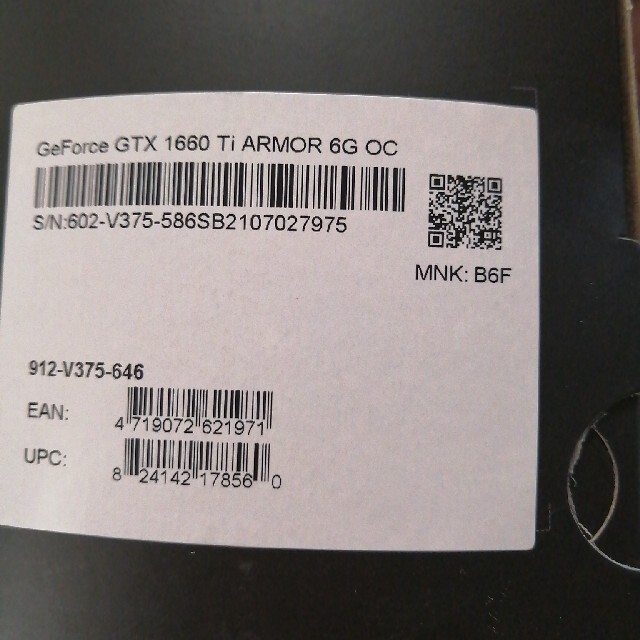 GeForce GTX 1660 Ti ARMOR 6G OC
S/N:602-V375-586SB2107027975
MNK: B6F
912-V375-646
EAN:
4 719072 621971
UPC:
8 24142 17856 0